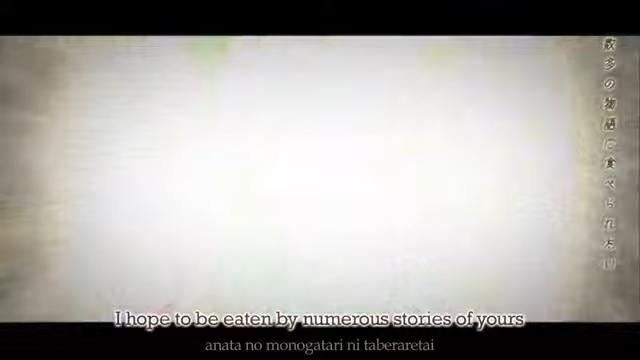 数多の物語に食べられたい
I hope to be eaten by numerous stories of yours
anata no monogatari ni taberaretai